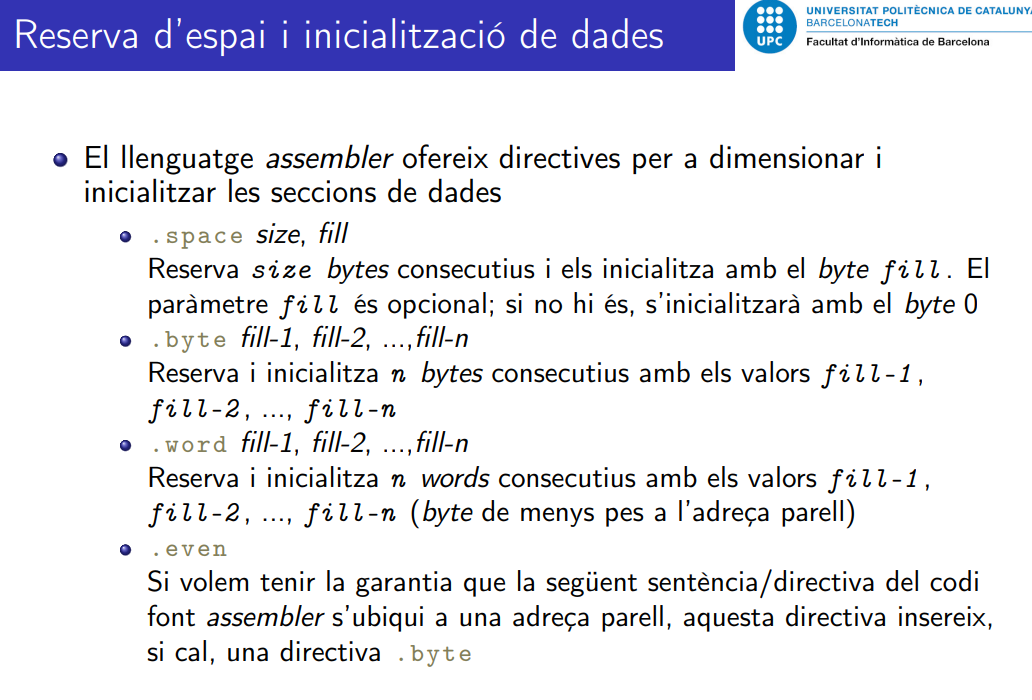 Reserva d'espai i inicialització de dades
UNIVERSITAT POLITÈCNICA DE CATALUNYA
BARCELONATECH
Facultat d'Informàtica de Barcelona
UPC
El llenguatge assembler ofereix directives per a dimensionar i
inicialitzar les seccions de dades
.space size, fill
Reserva size bytes consecutius i els inicialitza amb el byte fill. El
paràmetre fill és opcional; si no hi és, s'inicialitzarà amb el byte 0
.byte fill-1, fill-2, ...,fill-n
Reserva i inicialitza n bytes consecutius amb els valors fill-1,
fill-2, ..., fill-n
.word fill-1, fill-2, ...,fill-n
Reserva i inicialitza n words consecutius amb els valors fill-1,
fill-2, ..., fill-n (byte de menys pes a l'adreça parell)
.even
Si volem tenir la garantia que la següent sentència/directiva del codi
font assembler s'ubiqui a una adreça parell, aquesta directiva insereix,
si cal, una directiva .byte